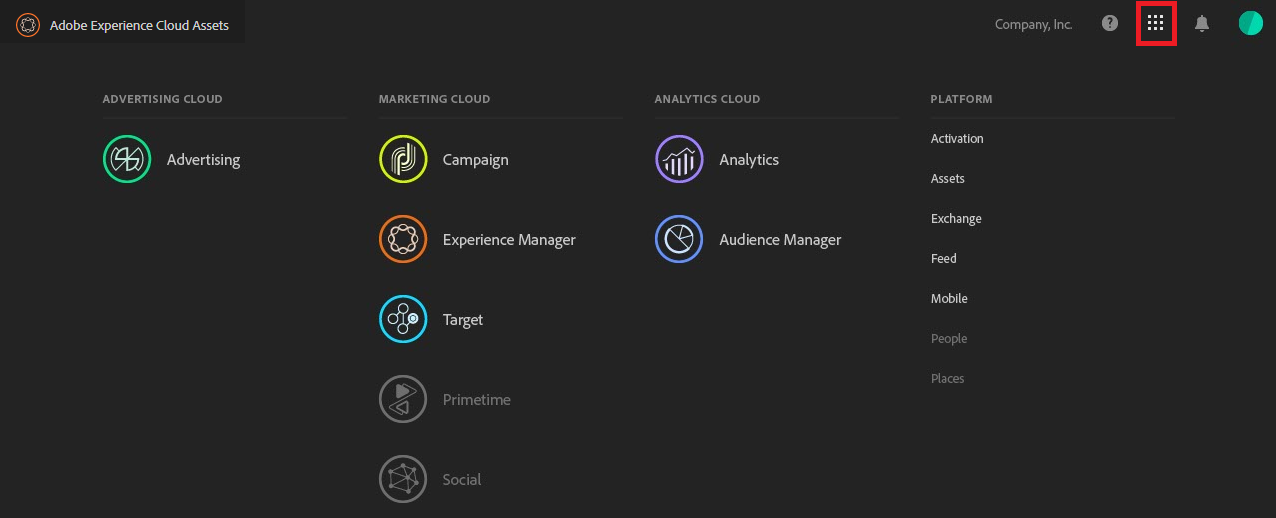 Adobe Experience Cloud Assets
Company, Inc.
ADVERTISING CLOUD
Advertising
MARKETING CLOUD
Campaign
Experience Manager
Target
Primetime
Social
ANALYTICS CLOUD
Analytics
Audience Manager
PLATFORM
Activation
Assets
Exchange
Feed
Mobile
People
Places